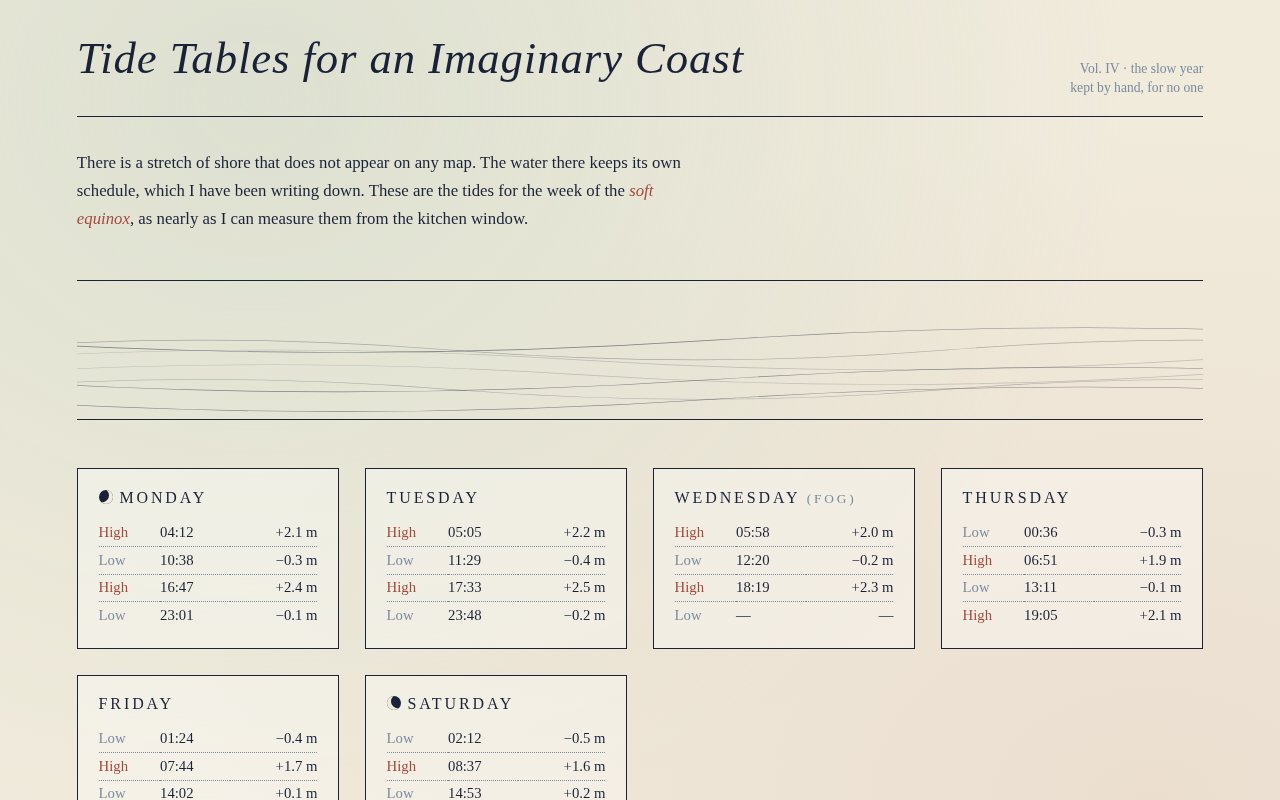 Tide Tables for an Imaginary Coast
Vol. IV · the slow year
kept by hand, for no one
There is a stretch of shore that does not appear on any map. The water there keeps its own
schedule, which I have been writing down. These are the tides for the week of the soft
equinox, as nearly as I can measure them from the kitchen window.
MONDAY
High 04:12 +2.1 m
Low 10:38 −0.3 m
High 16:47 +2.4 m
Low 23:01 −0.1 m
TUESDAY
High 05:05 +2.2 m
Low 11:29 −0.4 m
High 17:33 +2.5 m
Low 23:48 −0.2 m
WEDNESDAY (FOG)
High 05:58 +2.0 m
Low 12:20 −0.2 m
High 18:19 +2.3 m
Low — —
THURSDAY
Low 00:36 −0.3 m
High 06:51 +1.9 m
Low 13:11 −0.1 m
High 19:05 +2.1 m
FRIDAY
Low 01:24 −0.4 m
High 07:44 +1.7 m
Low 14:02 +0.1 m
SATURDAY
Low 02:12 −0.5 m
High 08:37 +1.6 m
Low 14:53 +0.2 m